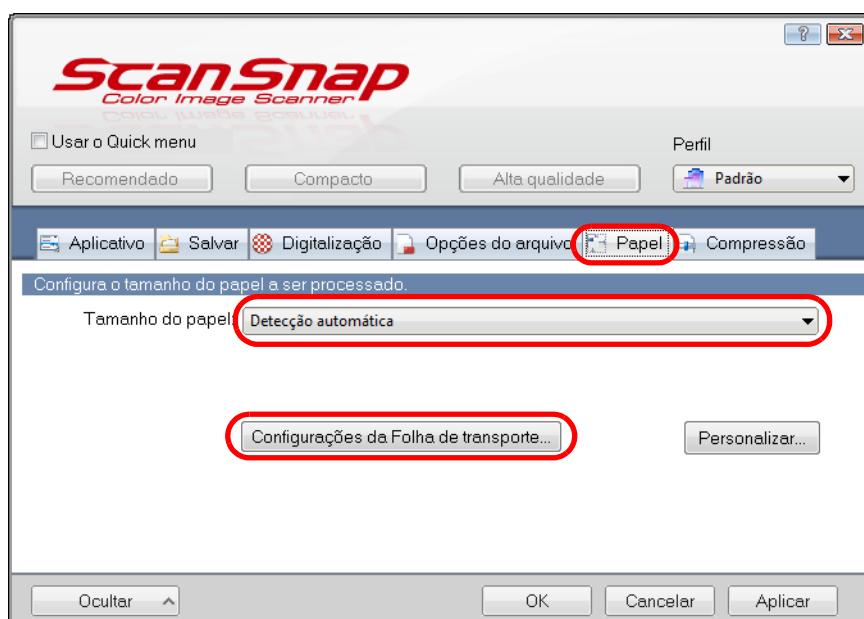 ScanSnap
Color Image Scanner
Usar o Quick menu
Perfil
Recomendado Compacto Alta qualidade Padrão
Aplicativo Salvar Digitalização Opções do arquivo Papel Compressão
Configura o tamanho do papel a ser processado.
Tamanho do papel: Detecção automática
Configurações da Folha de transporte... Personalizar...
Ocultar OK Cancelar Aplicar